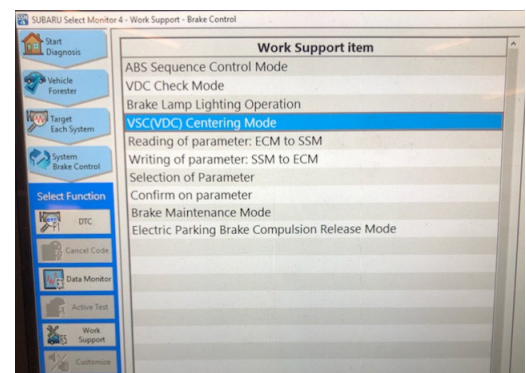 SUBARU Select Monitor 4 - Work Support - Brake Control
Start
Diagnosis
Vehicle
Forester
Target
Each System
System
Brake Control
Select Function
DTC
Cancel Code
Data Monitor
Active Test
Work
Support
Customize
Work Support item
ABS Sequence Control Mode
VDC Check Mode
Brake Lamp Lighting Operation
VSC(VDC) Centering Mode
Reading of parameter: ECM to SSM
Writing of parameter: SSM to ECM
Selection of Parameter
Confirm on parameter
Brake Maintenance Mode
Electric Parking Brake Compulsion Release Mode